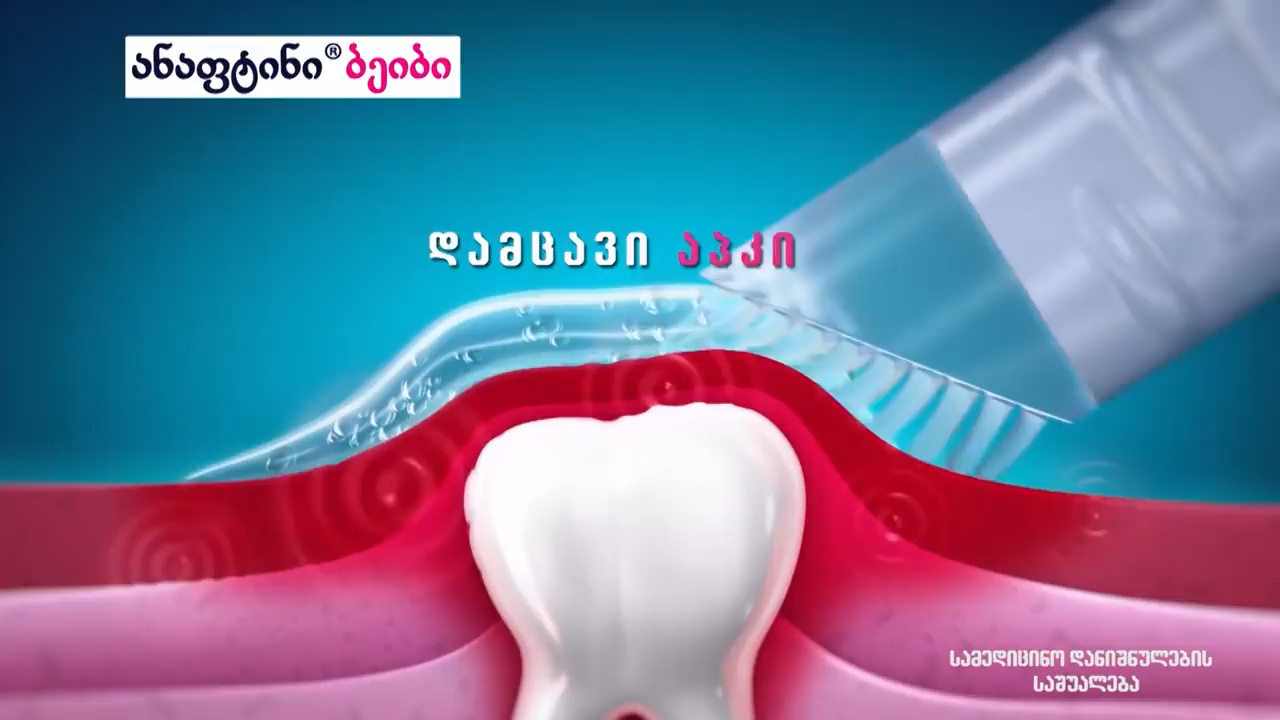 ანაფტინი® ბეიბი
დამცავი აპკი
სამედიცინო დანიშნულების
საშუალება